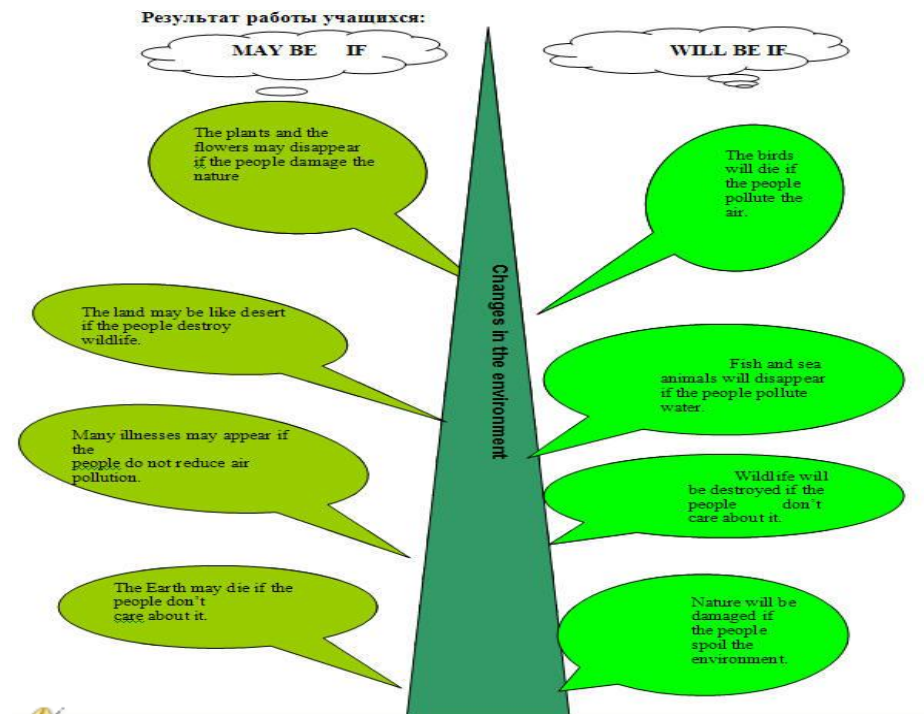 Результат работы учащихся:
MAY BE IF
WILL BE IF
The plants and the
flowers may disappear
if the people damage the
nature
The land may be like desert
if the people destroy
wildlife.
Many illnesses may appear if
the
people do not reduce air
pollution.
The Earth may die if the
people don't
care about it.
Changes in the environment
The birds
will die if
the people
pollute the
air.
Fish and sea
animals will disappear
if the people pollute
water.
Wildlife will
be destroyed if the
people don't
care about it.
Nature will be
damaged if
the people
spoil the
environment.